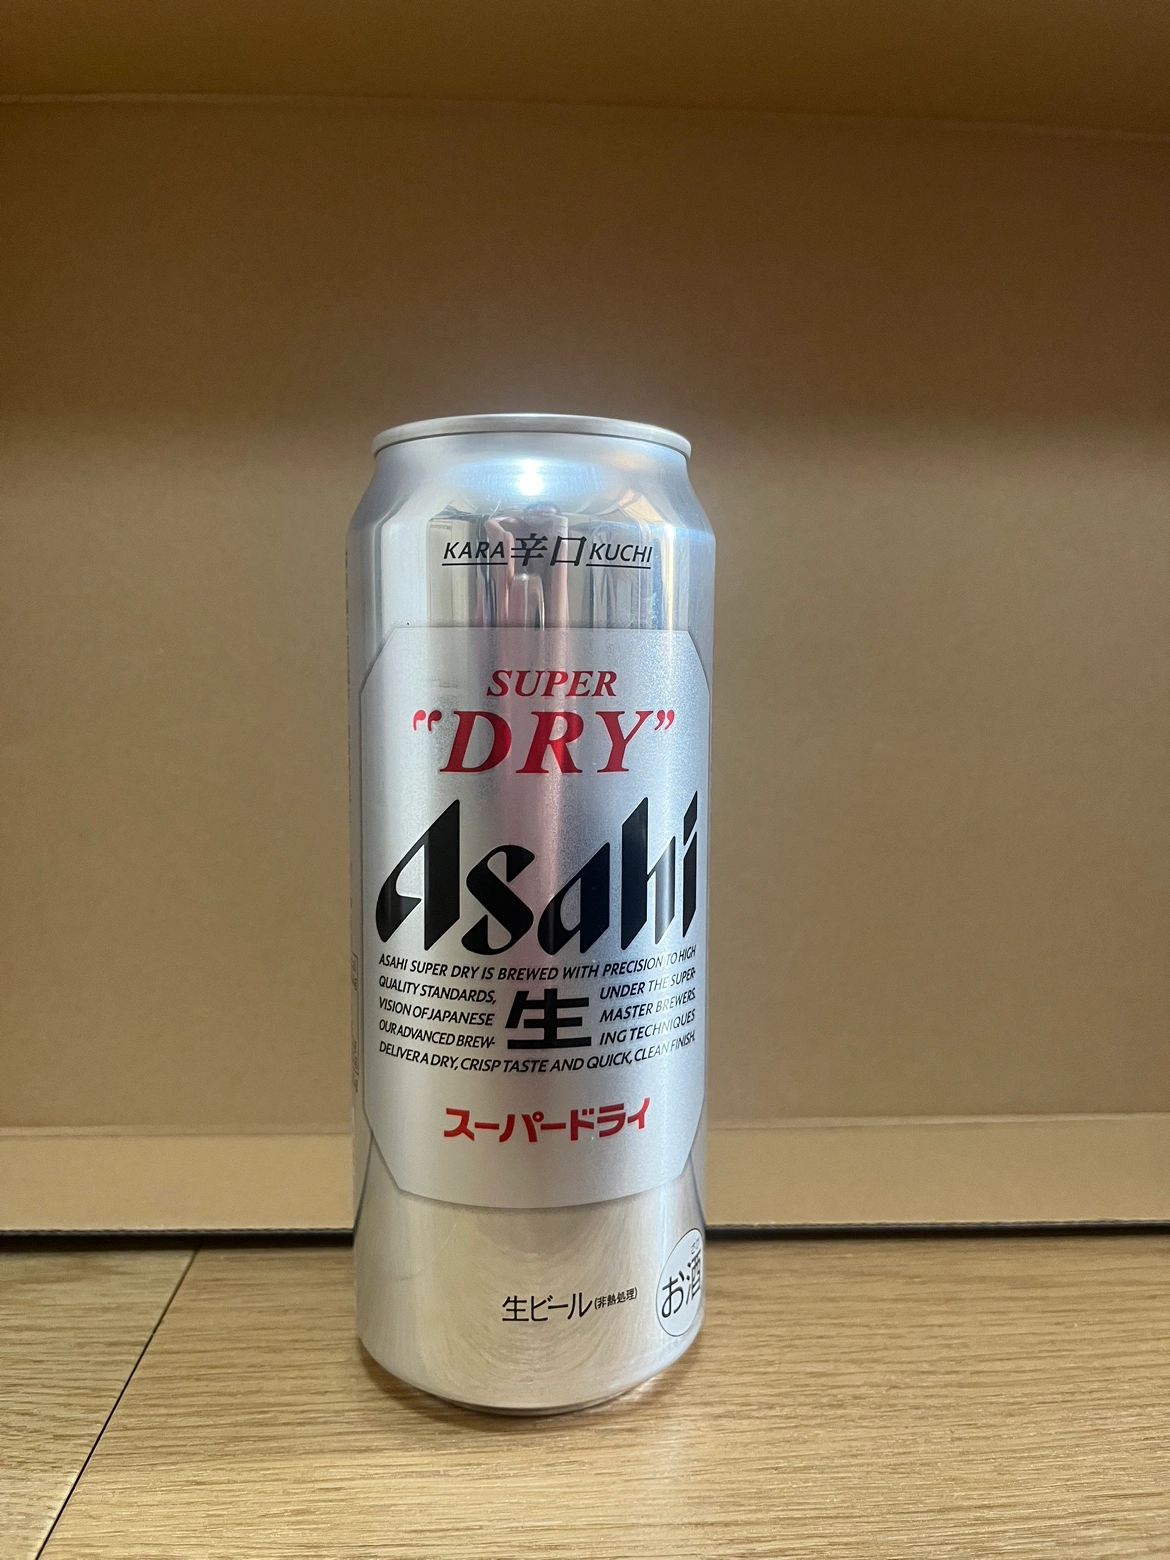 KARA 辛口 KUCHI
SUPER
“DRY”
Asahi
ASAHI SUPER DRY IS BREWED WITH PRECISION TO HIGH
QUALITY STANDARDS, UNDER THE SUPER-
VISION OF JAPANESE 生 MASTER BREWERS.
OUR ADVANCED BREW- ING TECHNIQUES
DELIVER A DRY, CRISP TASTE AND QUICK, CLEAN FINISH.
スーパードライ
生ビール(非熱処理)
お酒